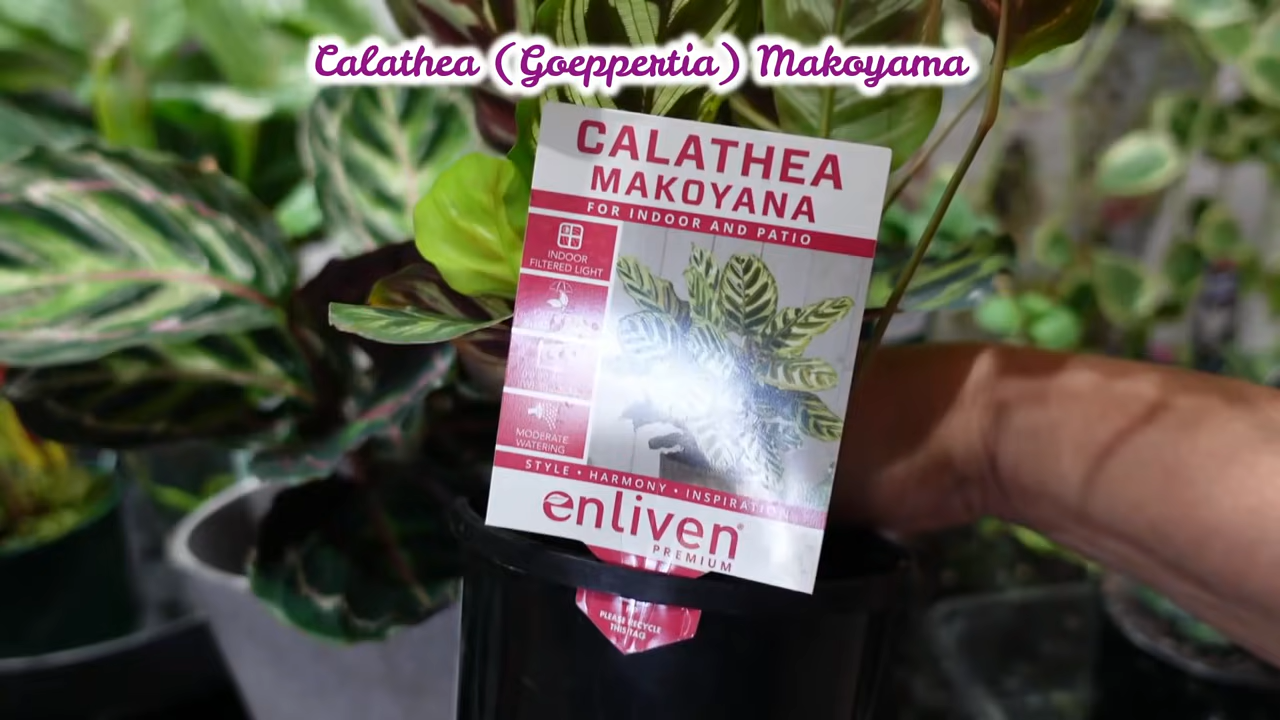 Calathea (Goeppertia) Makoyama
CALATHEA
MAKOYANA
FOR INDOOR AND PATIO
INDOOR
FILTERED LIGHT
MODERATE
WATERING
STYLE • HARMONY • INSPIRATION
enliven®
PREMIUM
PLEASE RECYCLE
THIS TAG